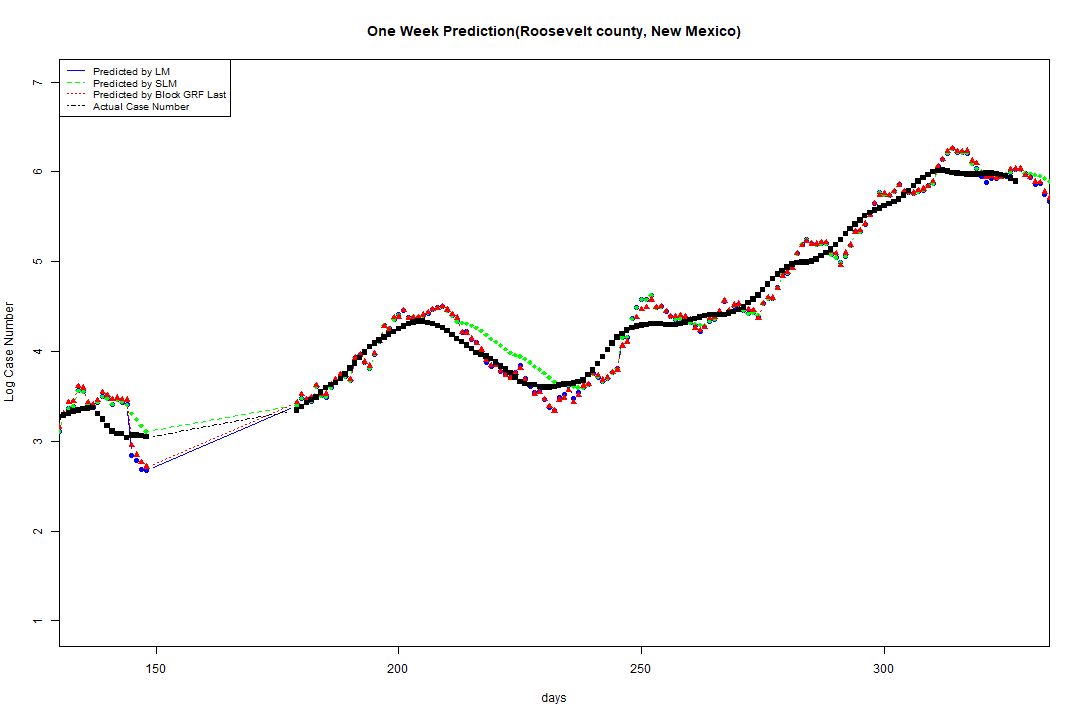 One Week Prediction(Roosevelt county, New Mexico)
Predicted by LM
Predicted by SLM
Predicted by Block GRF Last
Actual Case Number
7
6
5
4
3
2
1
Log Case Number
150 200 250 300
days